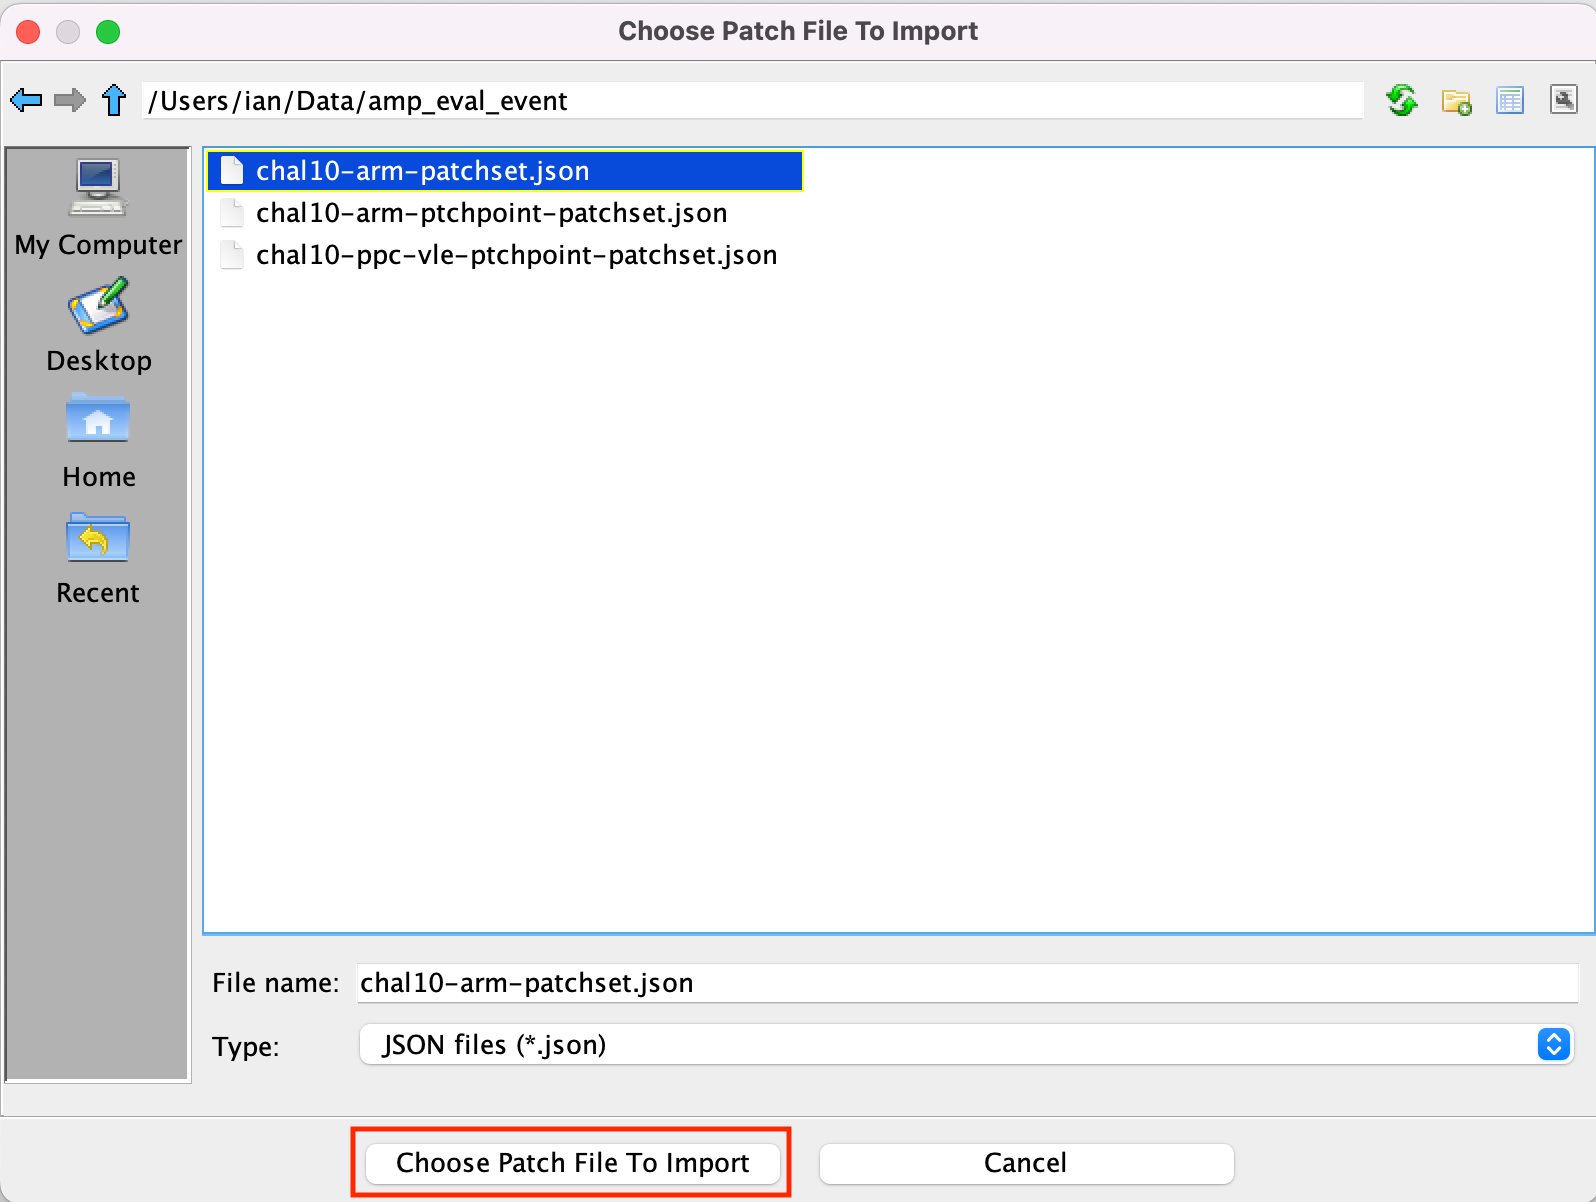 Choose Patch File To Import
/Users/ian/Data/amp_eval_event
My Computer
Desktop
Home
Recent
chal10-arm-patchset.json
chal10-arm-ptchpoint-patchset.json
chal10-ppc-vle-ptchpoint-patchset.json
File name: chal10-arm-patchset.json
Type: JSON files (*.json)
Choose Patch File To Import Cancel